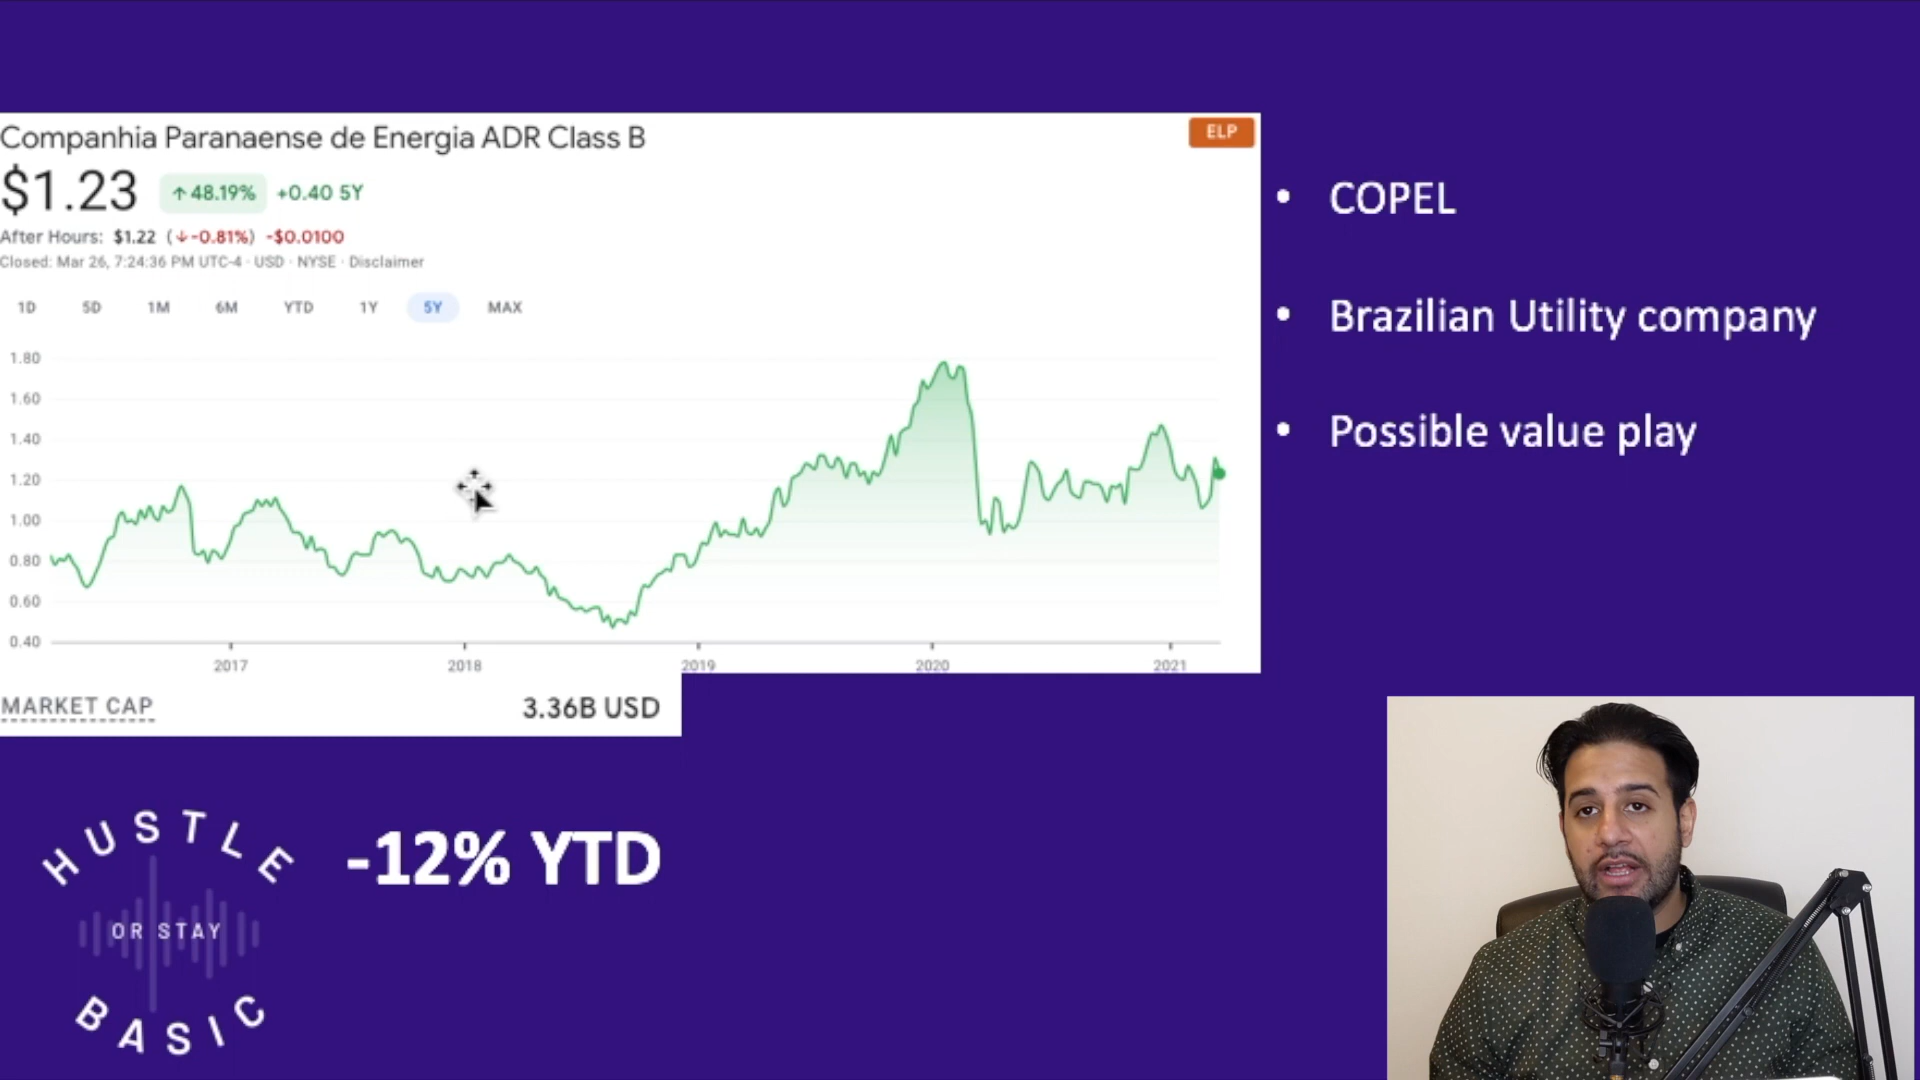 Companhia Paranaense de Energia ADR Class B
ELP
$1.23 ↑48.19% +0.40 5Y
After Hours: $1.22 (↓-0.81%) -$0.0100
Closed: Mar 26, 7:24:36 PM UTC-4 · USD · NYSE · Disclaimer
1D 5D 1M 6M YTD 1Y 5Y MAX
1.80
1.60
1.40
1.20
1.00
0.80
0.60
0.40
2017 2018 2019 2020 2021
MARKET CAP 3.36B USD
• COPEL
• Brazilian Utility company
• Possible value play
HUSTLE
OR STAY
BASIC
-12% YTD